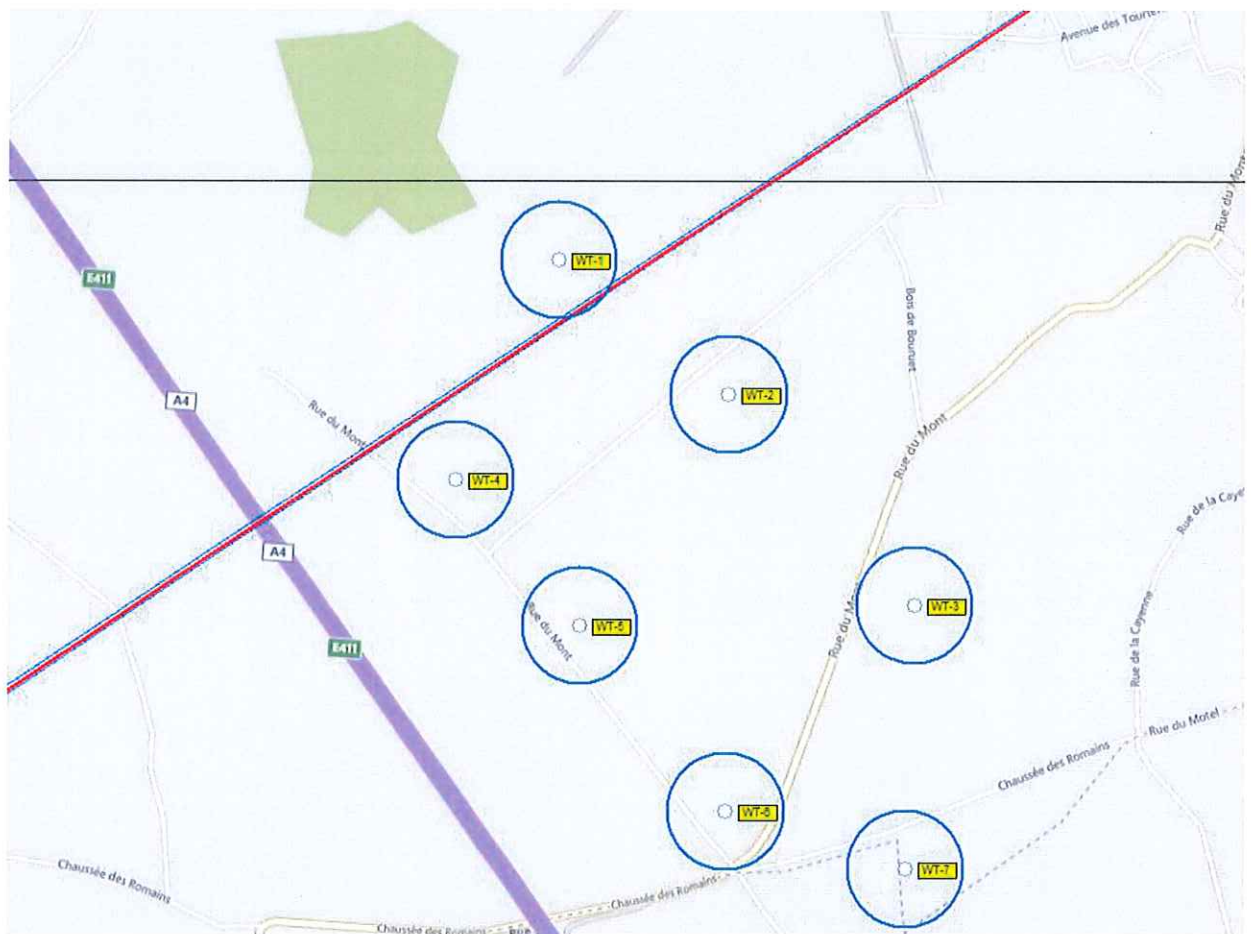 Avenue des Tourte
Rue du Mont
E411
WT-1
Bois de Bouruet
A4
WT-2
Rue du Mont
Rue du Mont
WT-4
Rue de la Caye
A4
WT-3
Rue du Mont
WT-5
Rue du Mont
E411
Rue de la Cayenne
Rue du Motel
Chaussée des Romains
WT-6
Chaussée des Romains
WT-7
Chaussée des Romains
Chaussée des Romains
Rue